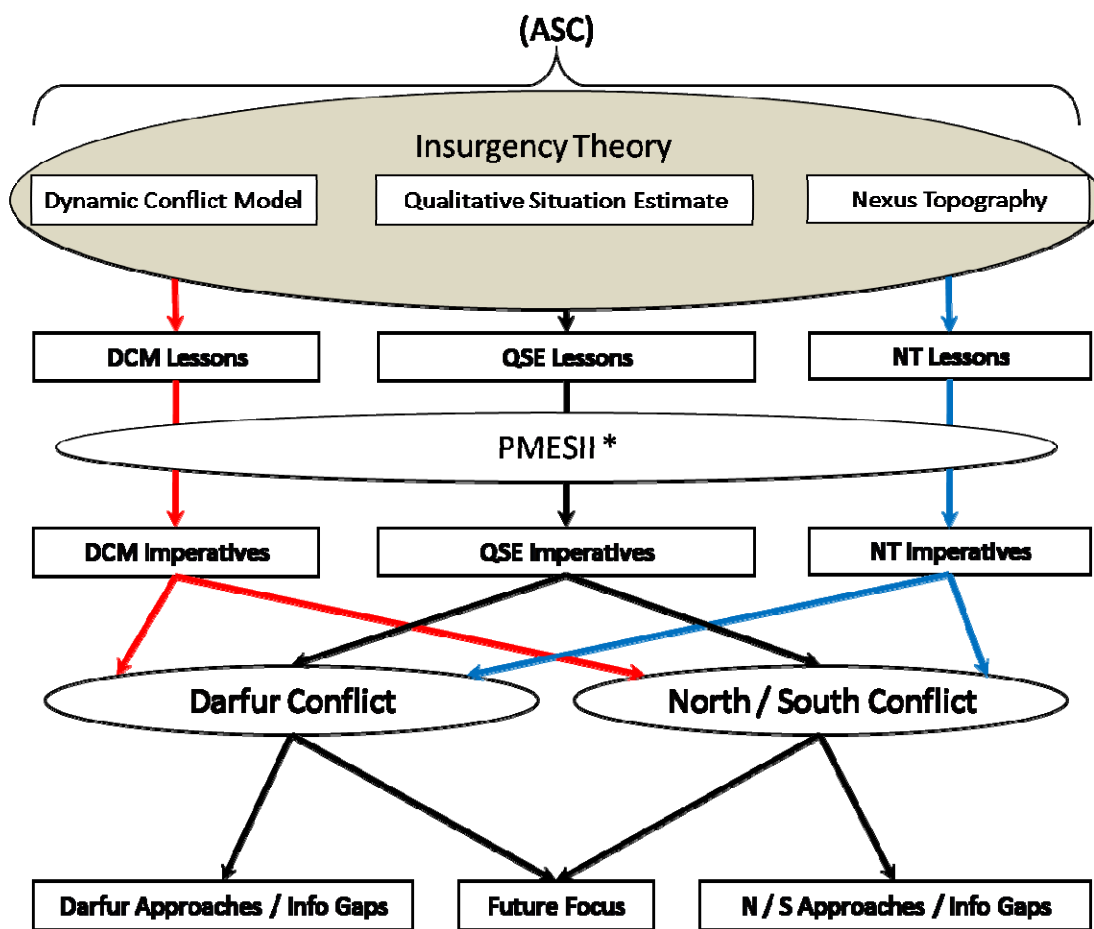 (ASC)
Insurgency Theory
Dynamic Conflict Model
Qualitative Situation Estimate
Nexus Topography
DCM Lessons
QSE Lessons
NT Lessons
PMESII *
DCM Imperatives
QSE Imperatives
NT Imperatives
Darfur Conflict
North / South Conflict
Darfur Approaches / Info Gaps
Future Focus
N / S Approaches / Info Gaps